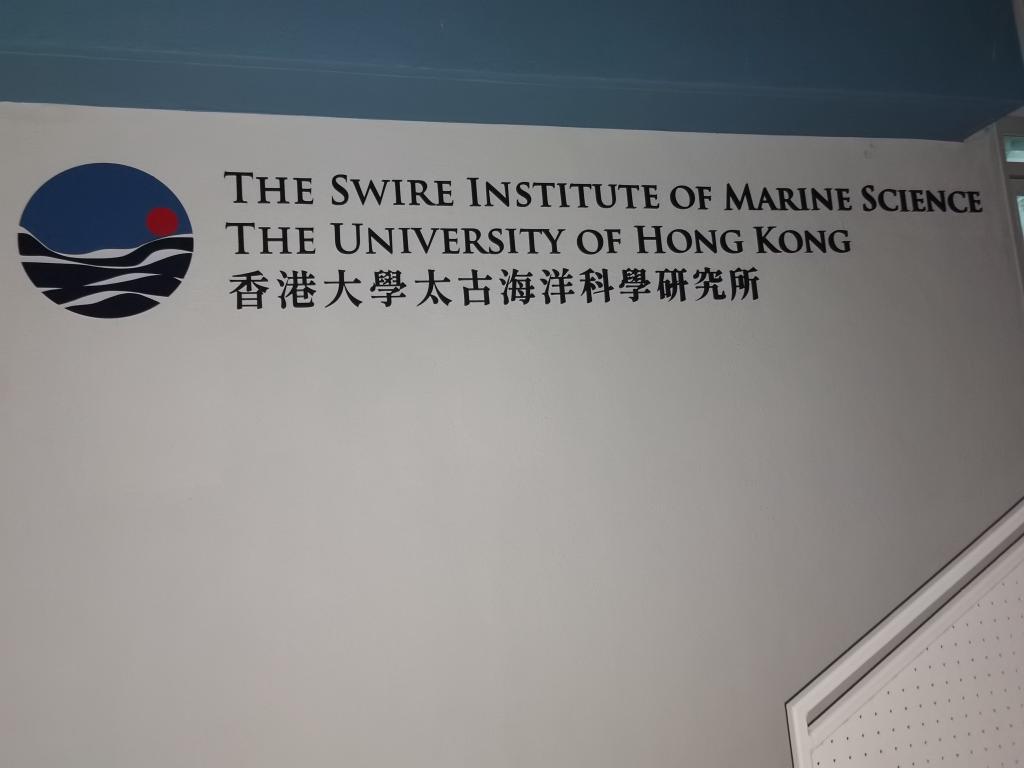 The Swire Institute of Marine Science
The University of Hong Kong
香港大學太古海洋科學研究所